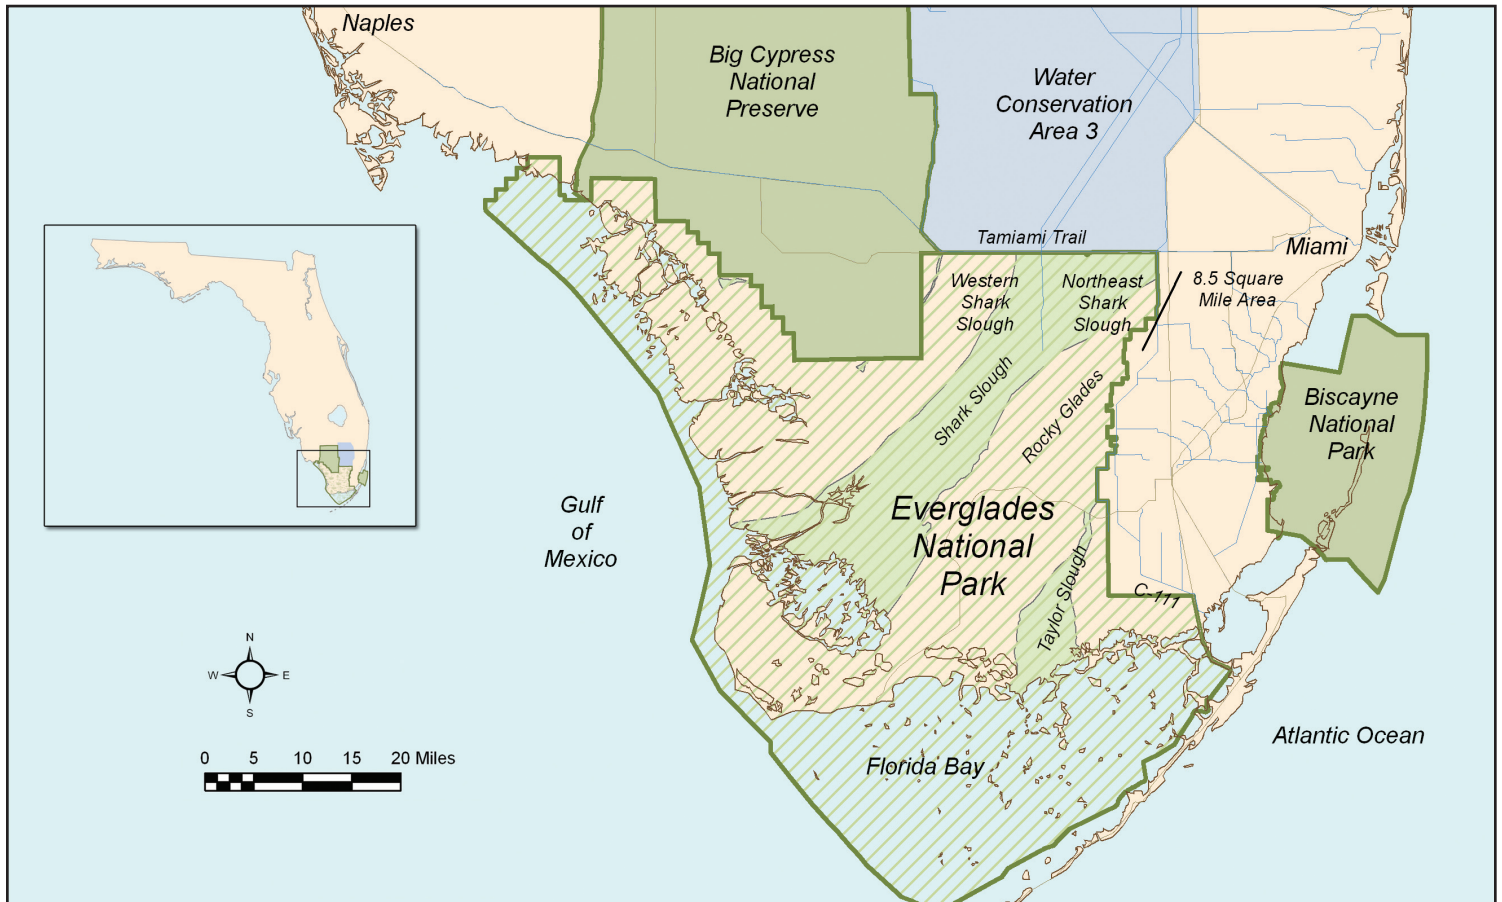 Naples
Big Cypress
National
Preserve
Water
Conservation
Area 3
Tamiami Trail
Miami
Western
Shark
Slough
Northeast
Shark
Slough
8.5 Square
Mile Area
Shark Slough
Rocky Glades
Biscayne
National
Park
Gulf
of
Mexico
Everglades
National
Park
Taylor Slough
C-111
N
W
E
S
Atlantic Ocean
0 5 10 15 20 Miles
Florida Bay